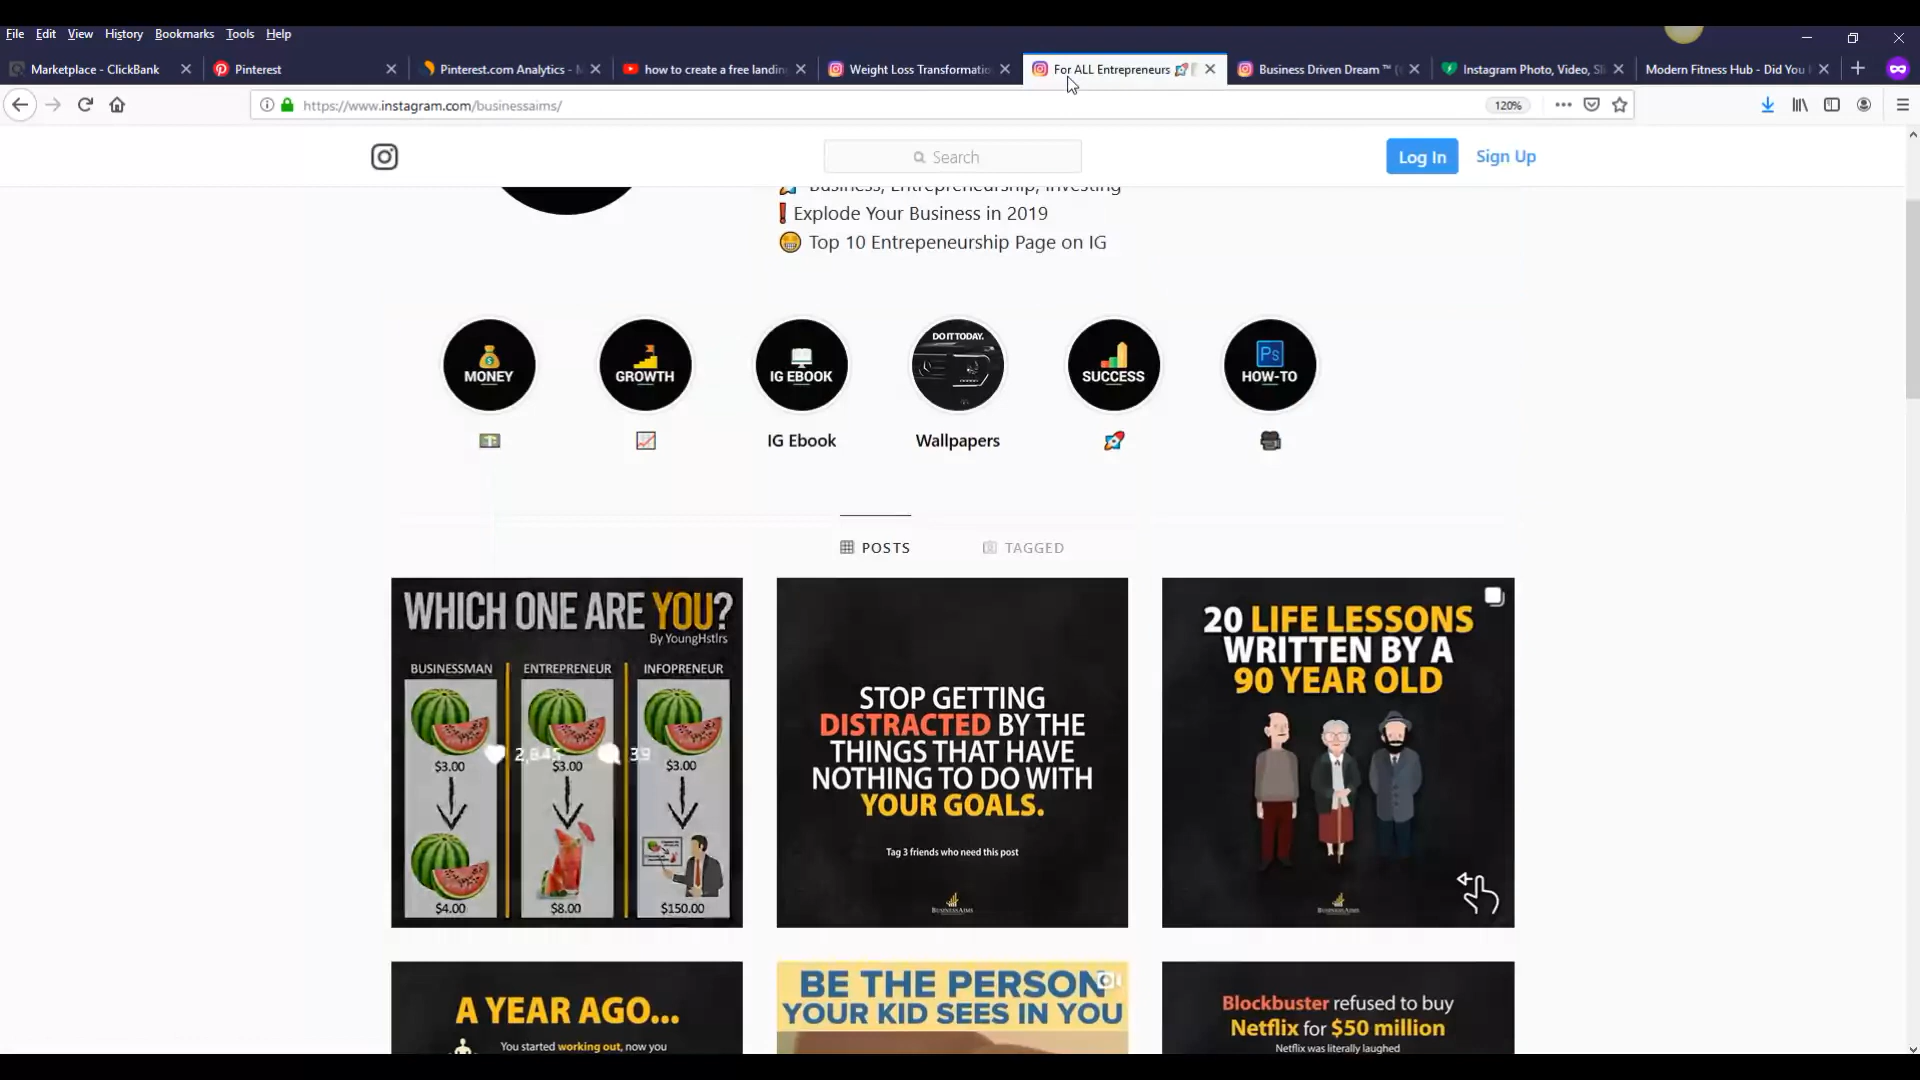 File Edit View History Bookmarks Tools Help
Marketplace - ClickBank
Pinterest
Pinterest.com Analytics -
how to create a free landin
Weight Loss Transformatio
For ALL Entrepreneurs
Business Driven Dream ™ (
Instagram Photo, Video, Sl
Modern Fitness Hub - Did You
https://www.instagram.com/businessaims/
120%
Search
Log In
Sign Up
Business, Entrepreneurship, Investing
Explode Your Business in 2019
Top 10 Entrepeneurship Page on IG
MONEY
GROWTH
IG EBOOK
DO IT TODAY.
SUCCESS
Ps
HOW-TO
IG Ebook
Wallpapers
POSTS
TAGGED
WHICH ONE ARE YOU?
By YoungHstlrs
BUSINESSMAN
ENTREPRENEUR
INFOPRENEUR
39
$3.00
$3.00
$3.00
$4.00
$8.00
$150.00
STOP GETTING
DISTRACTED BY THE
THINGS THAT HAVE
NOTHING TO DO WITH
YOUR GOALS.
Tag 3 friends who need this post
BUSINESSAIMS
20 LIFE LESSONS
WRITTEN BY A
90 YEAR OLD
BUSINESSAIMS
A YEAR AGO...
You started working out, now you
BE THE PERSON
YOUR KID SEES IN YOU
Blockbuster refused to buy
Netflix for $50 million
Netflix was literally laughed